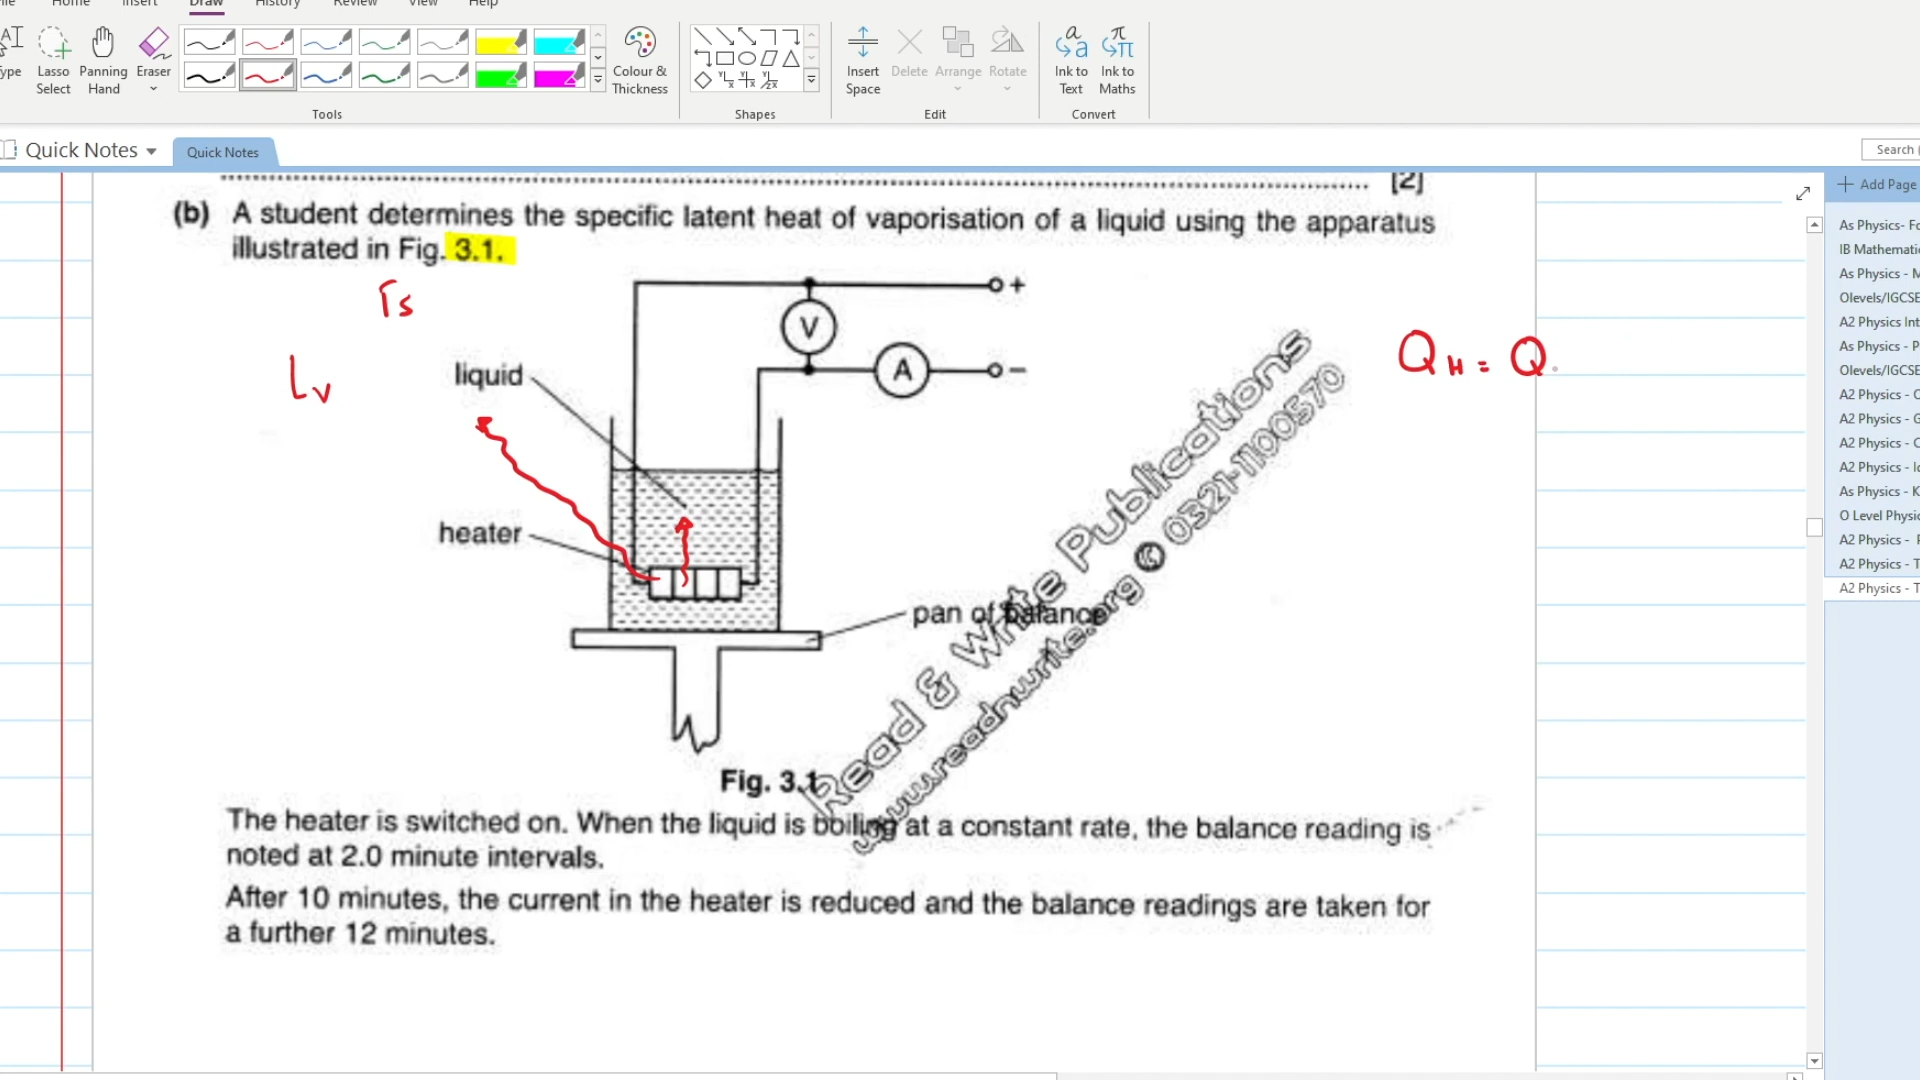 Home Insert Draw History Review View Help
Type
Lasso Select
Panning Hand
Eraser
Colour & Thickness
Insert Space
Delete
Arrange
Rotate
Ink to Text
Ink to Maths
Tools
Shapes
Edit
Convert
Quick Notes
Quick Notes
Search
Add Page
[2]
(b) A student determines the specific latent heat of vaporisation of a liquid using the apparatus
illustrated in Fig. 3.1.
+
V
A
−
liquid
heater
pan of balance
Lv
QH = Q
Read & Write Publications
www.readnwrite.org 0321-1100570
Fig. 3.1
The heater is switched on. When the liquid is boiling at a constant rate, the balance reading is
noted at 2.0 minute intervals.
After 10 minutes, the current in the heater is reduced and the balance readings are taken for
a further 12 minutes.
As Physics- Fo
IB Mathemati
As Physics - M
Olevels/IGCSE
A2 Physics Int
As Physics - P
Olevels/IGCSE
A2 Physics - C
A2 Physics - G
A2 Physics - C
A2 Physics - Ic
As Physics - K
O Level Physic
A2 Physics - F
A2 Physics - T
A2 Physics - T